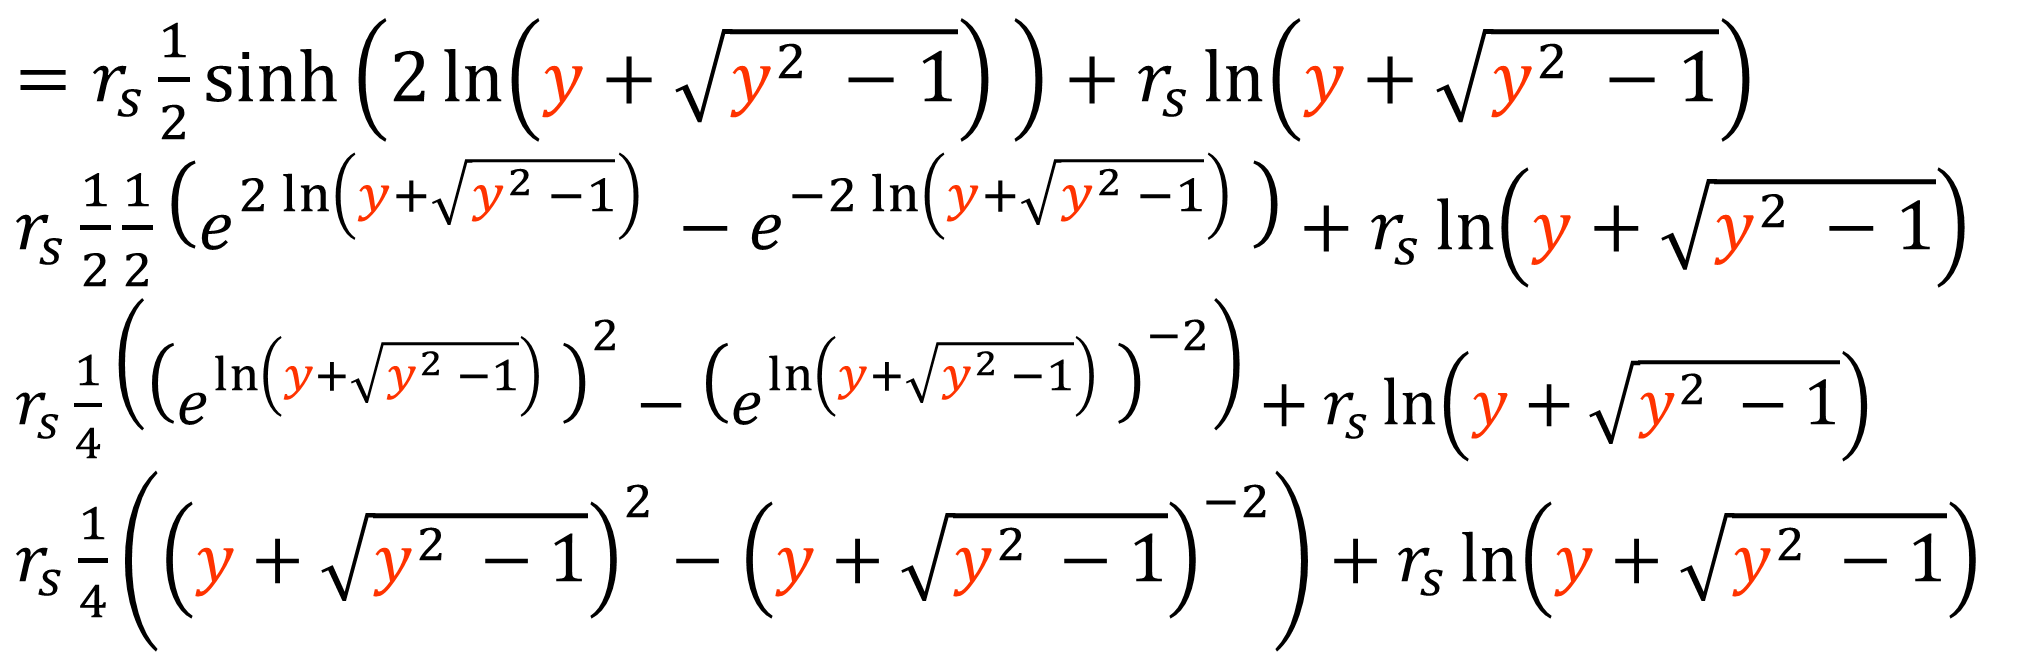 = r_s 1/2 sinh(2 ln(y + √(y² − 1))) + r_s ln(y + √(y² − 1))
r_s 1/2 1/2 (e^(2 ln(y+√(y² −1))) − e^(−2 ln(y+√(y² −1)))) + r_s ln(y + √(y² − 1))
r_s 1/4 ((e^(ln(y+√(y² −1))))² − (e^(ln(y+√(y² −1))))⁻²) + r_s ln(y + √(y² − 1))
r_s 1/4 ((y + √(y² − 1))² − (y + √(y² − 1))⁻²) + r_s ln(y + √(y² − 1))